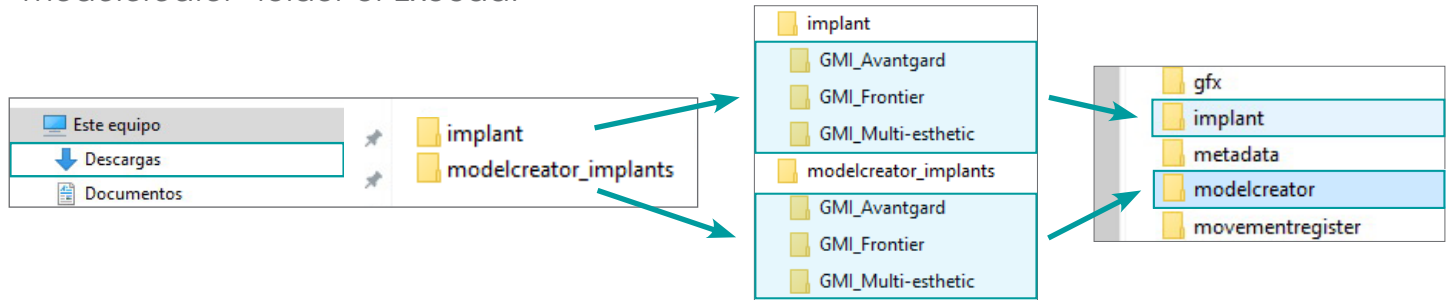 Este equipo
Descargas
Documentos
implant
modelcreator_implants
implant
GMI_Avantgard
GMI_Frontier
GMI_Multi-esthetic
modelcreator_implants
GMI_Avantgard
GMI_Frontier
GMI_Multi-esthetic
gfx
implant
metadata
modelcreator
movementregister